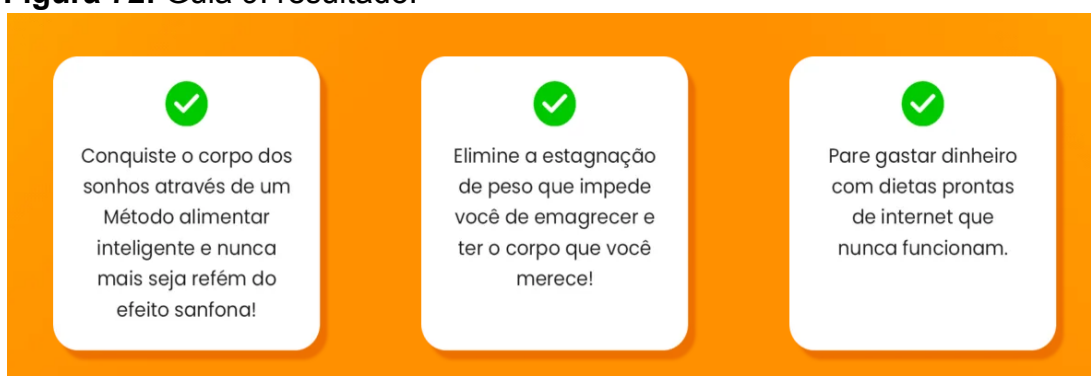 Conquiste o corpo dos
sonhos através de um
Método alimentar
inteligente e nunca
mais seja refém do
efeito sanfona!
Elimine a estagnação
de peso que impede
você de emagrecer e
ter o corpo que você
merece!
Pare gastar dinheiro
com dietas prontas
de internet que
nunca funcionam.